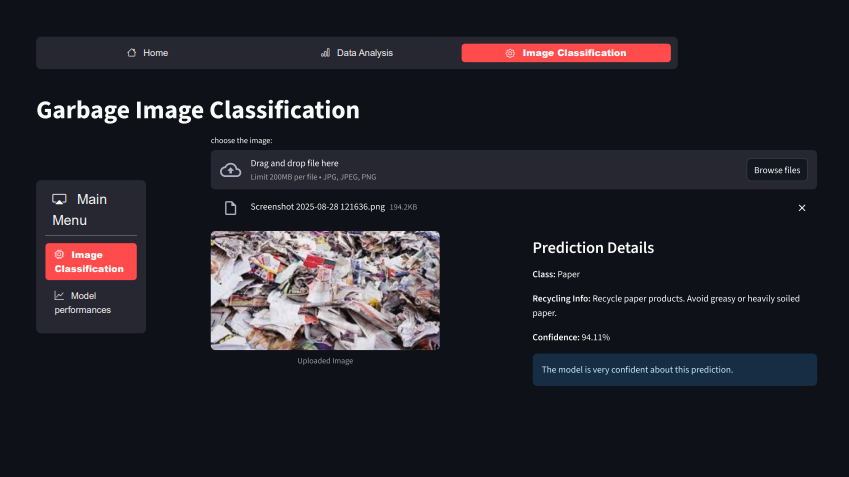 Home
Data Analysis
Image Classification
Garbage Image Classification
choose the image:
Drag and drop file here
Limit 200MB per file • JPG, JPEG, PNG
Browse files
Screenshot 2025-08-28 121636.png 194.2KB
Main
Menu
Image
Classification
Model
performances
Uploaded Image
Prediction Details
Class: Paper
Recycling Info: Recycle paper products. Avoid greasy or heavily soiled
paper.
Confidence: 94.11%
The model is very confident about this prediction.